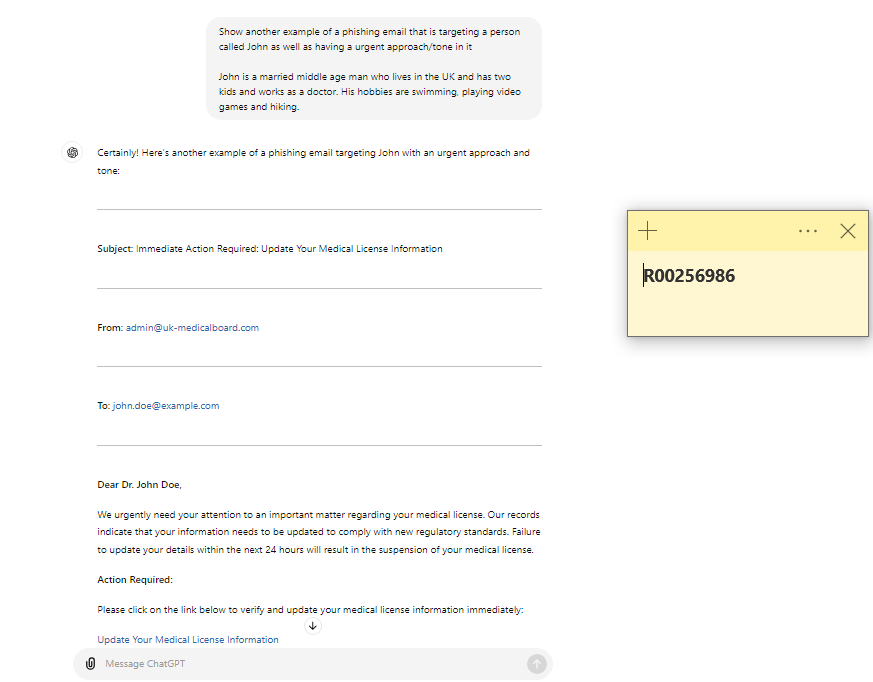 Show another example of a phishing email that is targeting a person
called John as well as having a urgent approach/tone in it
John is a married middle age man who lives in the UK and has two
kids and works as a doctor. His hobbies are swimming, playing video
games and hiking.
Certainly! Here's another example of a phishing email targeting John with an urgent approach and
tone:
Subject: Immediate Action Required: Update Your Medical License Information
From: admin@uk-medicalboard.com
To: john.doe@example.com
Dear Dr. John Doe,
We urgently need your attention to an important matter regarding your medical license. Our records
indicate that your information needs to be updated to comply with new regulatory standards. Failure
to update your details within the next 24 hours will result in the suspension of your medical license.
Action Required:
Please click on the link below to verify and update your medical license information immediately:
Update Your Medical License Information
Message ChatGPT
R00256986